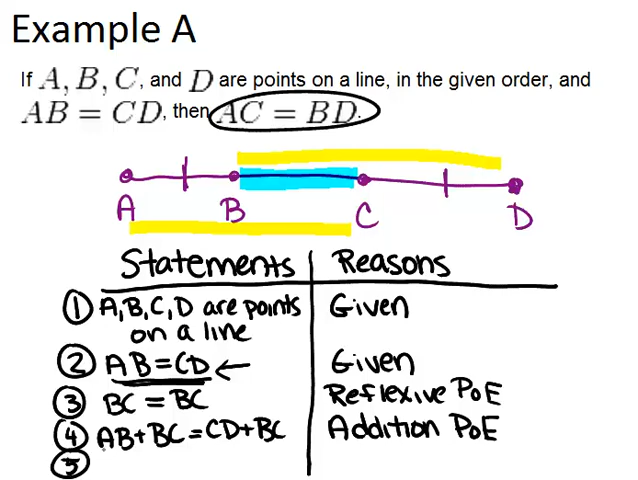 Example A
If A, B, C, and D are points on a line, in the given order, and
AB = CD, then AC = BD.
A B C D
Statements Reasons
① A,B,C,D are points Given
on a line
② AB=CD ← Given
③ BC = BC Reflexive PoE
④ AB+BC=CD+BC Addition PoE
⑤